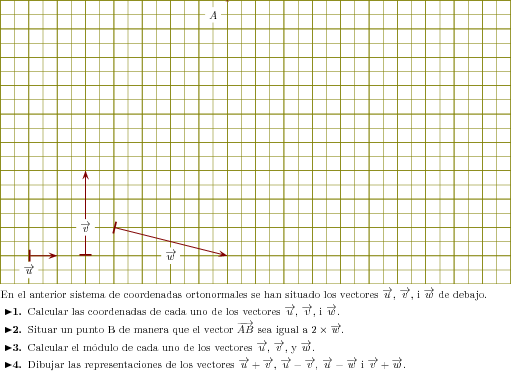 A
v⃗
w⃗
u⃗
En el anterior sistema de coordenadas ortonormales se han situado los vectores u⃗, v⃗, i w⃗ de debajo.
►1. Calcular las coordenadas de cada uno de los vectores u⃗, v⃗, i w⃗.
►2. Situar un punto B de manera que el vector AB⃗ sea igual a 2 × w⃗.
►3. Calcular el módulo de cada uno de los vectores u⃗, v⃗, y w⃗.
►4. Dibujar las representaciones de los vectores u⃗ + v⃗, u⃗ − v⃗, u⃗ − w⃗ i v⃗ + w⃗.